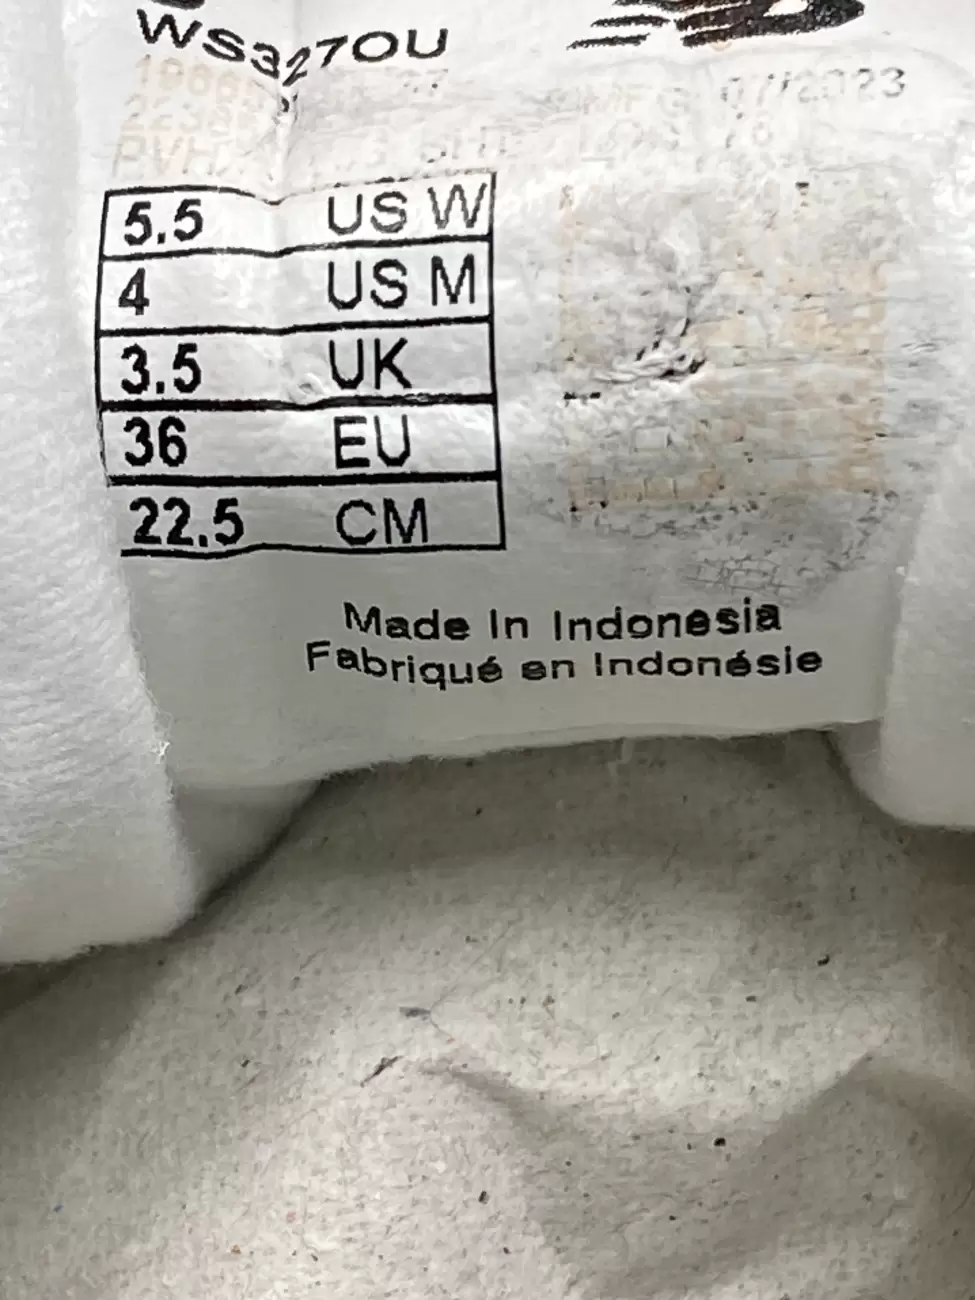 WS327OU
5.5 US W
4 US M
3.5 UK
36 EU
22.5 CM
Made In Indonesia
Fabriqué en Indonésie